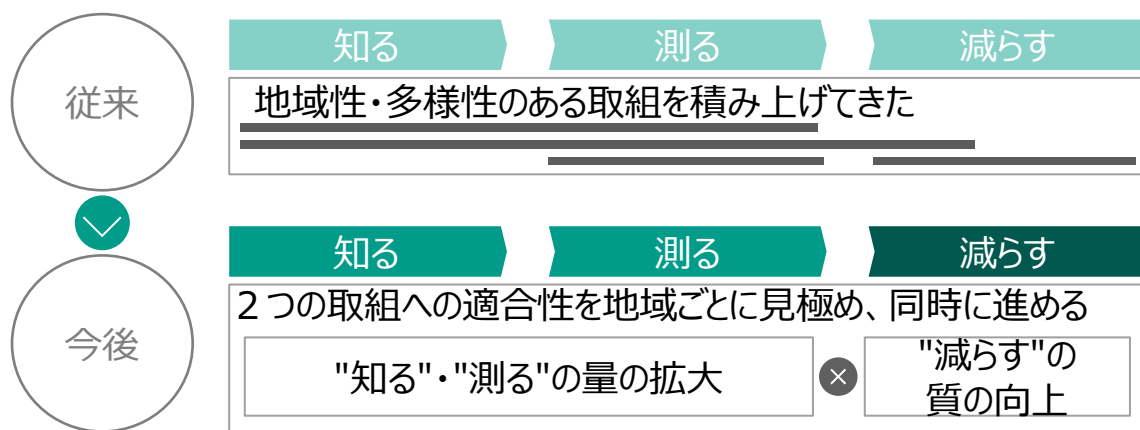 従来
知る
測る
減らす
地域性・多様性のある取組を積み上げてきた
今後
知る
測る
減らす
２つの取組への適合性を地域ごとに見極め、同時に進める
"知る"・"測る"の量の拡大
×
"減らす"の
質の向上